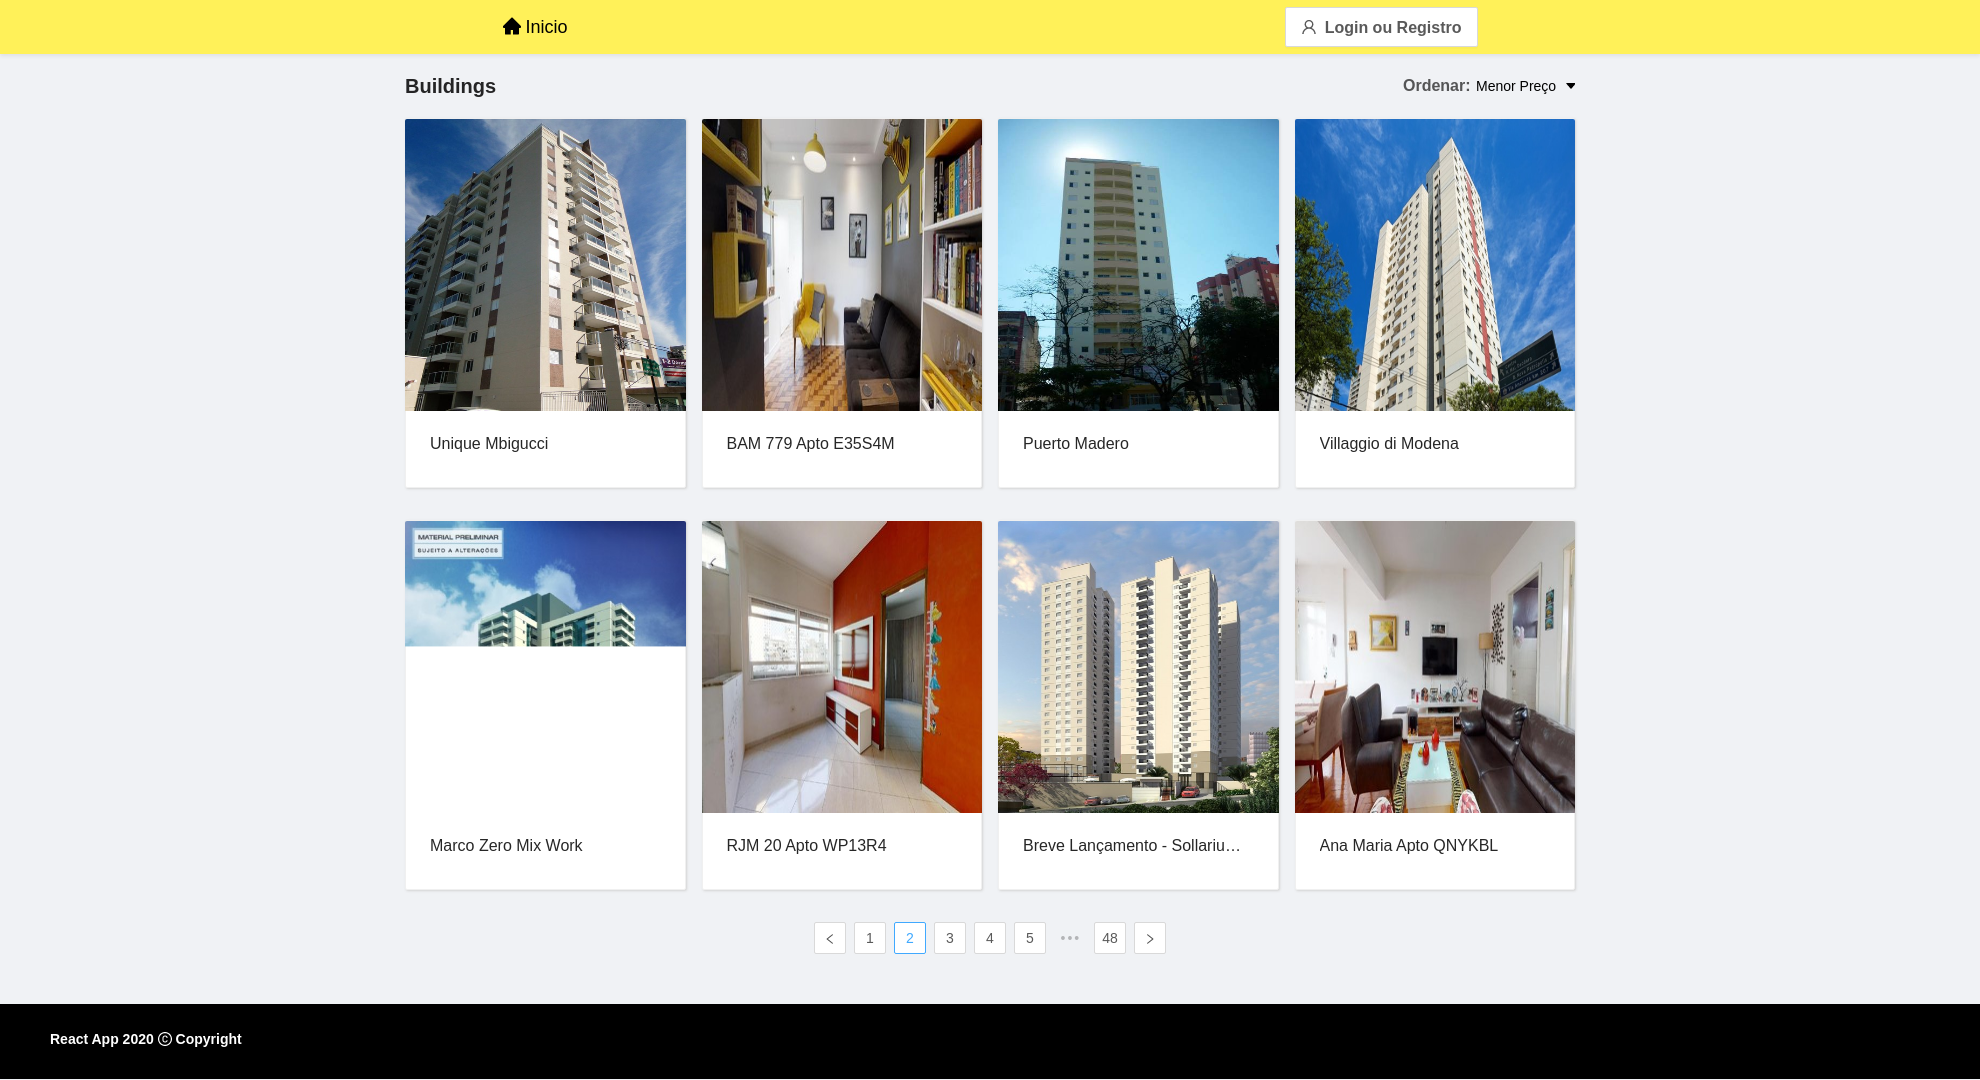 Inicio
Login ou Registro
Buildings
Ordenar: Menor Preço
Unique Mbigucci
BAM 779 Apto E35S4M
Puerto Madero
Villaggio di Modena
MATERIAL PRELIMINAR
SUJEITO A ALTERAÇÕES
Marco Zero Mix Work
RJM 20 Apto WP13R4
Breve Lançamento - Sollariu…
Ana Maria Apto QNYKBL
1 2 3 4 5 ••• 48
React App 2020 © Copyright